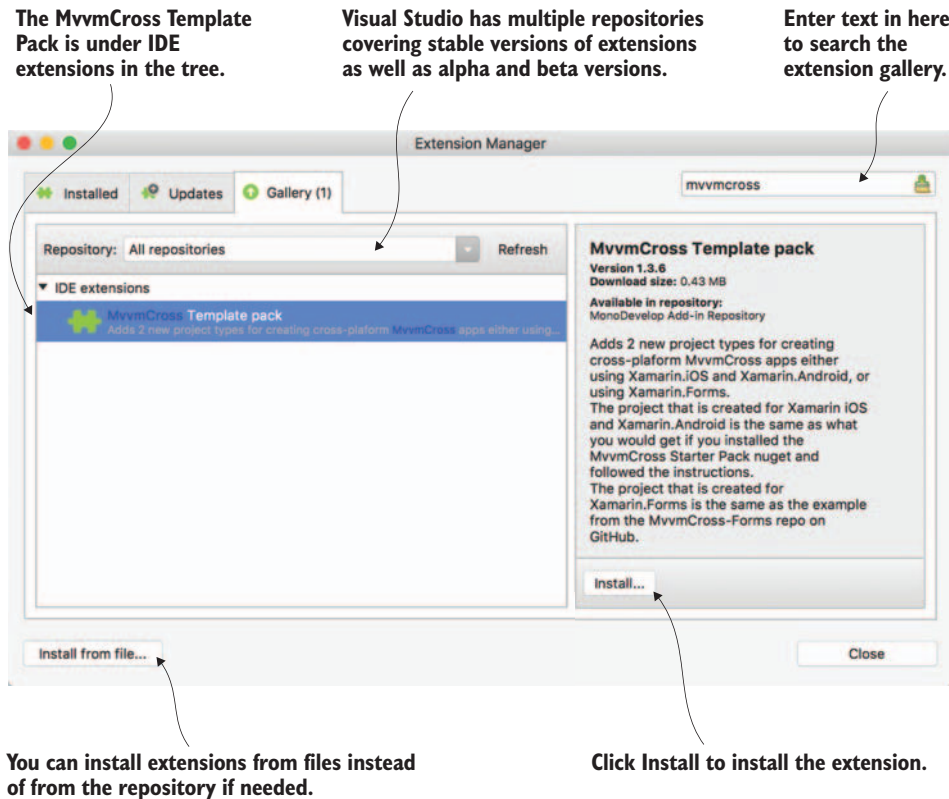 The MvvmCross Template
Pack is under IDE
extensions in the tree.
Visual Studio has multiple repositories
covering stable versions of extensions
as well as alpha and beta versions.
Enter text in here
to search the
extension gallery.
Extension Manager
Installed
Updates
Gallery (1)
mvvmcross
Repository: All repositories
Refresh
IDE extensions
MvvmCross Template pack
Adds 2 new project types for creating cross-plaform MvvmCross apps either using...
MvvmCross Template pack
Version 1.3.6
Download size: 0.43 MB
Available in repository:
MonoDevelop Add-in Repository
Adds 2 new project types for creating
cross-plaform MvvmCross apps either
using Xamarin.iOS and Xamarin.Android, or
using Xamarin.Forms.
The project that is created for Xamarin iOS
and Xamarin.Android is the same as what
you would get if you installed the
MvvmCross Starter Pack nuget and
followed the instructions.
The project that is created for
Xamarin.Forms is the same as the example
from the MvvmCross-Forms repo on
GitHub.
Install...
Install from file...
Close
You can install extensions from files instead
of from the repository if needed.
Click Install to install the extension.